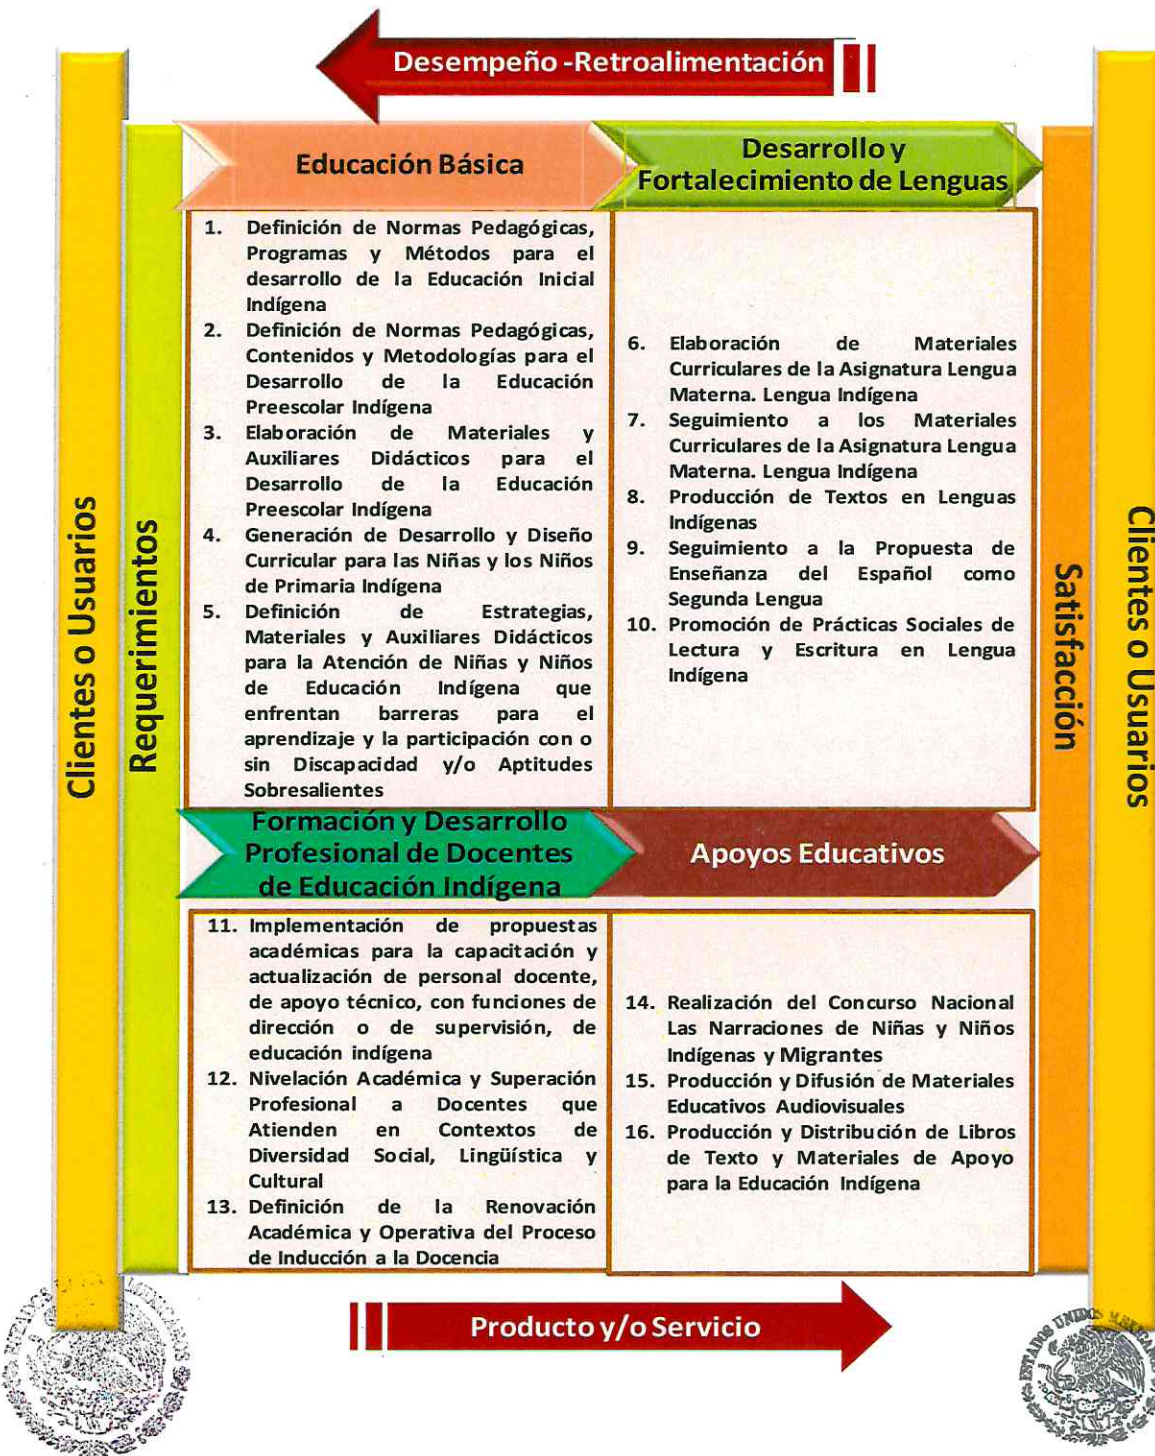 Desempeño -Retroalimentación
Clientes o Usuarios
Requerimientos
Educación Básica
1. Definición de Normas Pedagógicas,
Programas y Métodos para el
desarrollo de la Educación Inicial
Indígena
2. Definición de Normas Pedagógicas,
Contenidos y Metodologías para el
Desarrollo de la Educación
Preescolar Indígena
3. Elaboración de Materiales y
Auxiliares Didácticos para el
Desarrollo de la Educación
Preescolar Indígena
4. Generación de Desarrollo y Diseño
Curricular para las Niñas y los Niños
de Primaria Indígena
5. Definición de Estrategias,
Materiales y Auxiliares Didácticos
para la Atención de Niñas y Niños
de Educación Indígena que
enfrentan barreras para el
aprendizaje y la participación con o
sin Discapacidad y/o Aptitudes
Sobresalientes
Desarrollo y
Fortalecimiento de Lenguas
6. Elaboración de Materiales
Curriculares de la Asignatura Lengua
Materna. Lengua Indígena
7. Seguimiento a los Materiales
Curriculares de la Asignatura Lengua
Materna. Lengua Indígena
8. Producción de Textos en Lenguas
Indígenas
9. Seguimiento a la Propuesta de
Enseñanza del Español como
Segunda Lengua
10. Promoción de Prácticas Sociales de
Lectura y Escritura en Lengua
Indígena
Formación y Desarrollo
Profesional de Docentes
de Educación Indígena
11. Implementación de propuestas
académicas para la capacitación y
actualización de personal docente,
de apoyo técnico, con funciones de
dirección o de supervisión, de
educación indígena
12. Nivelación Académica y Superación
Profesional a Docentes que
Atienden en Contextos de
Diversidad Social, Lingüística y
Cultural
13. Definición de la Renovación
Académica y Operativa del Proceso
de Inducción a la Docencia
Apoyos Educativos
14. Realización del Concurso Nacional
Las Narraciones de Niñas y Niños
Indígenas y Migrantes
15. Producción y Difusión de Materiales
Educativos Audiovisuales
16. Producción y Distribución de Libros
de Texto y Materiales de Apoyo
para la Educación Indígena
Satisfacción
Clientes o Usuarios
Producto y/o Servicio
ESTADOS UNIDOS